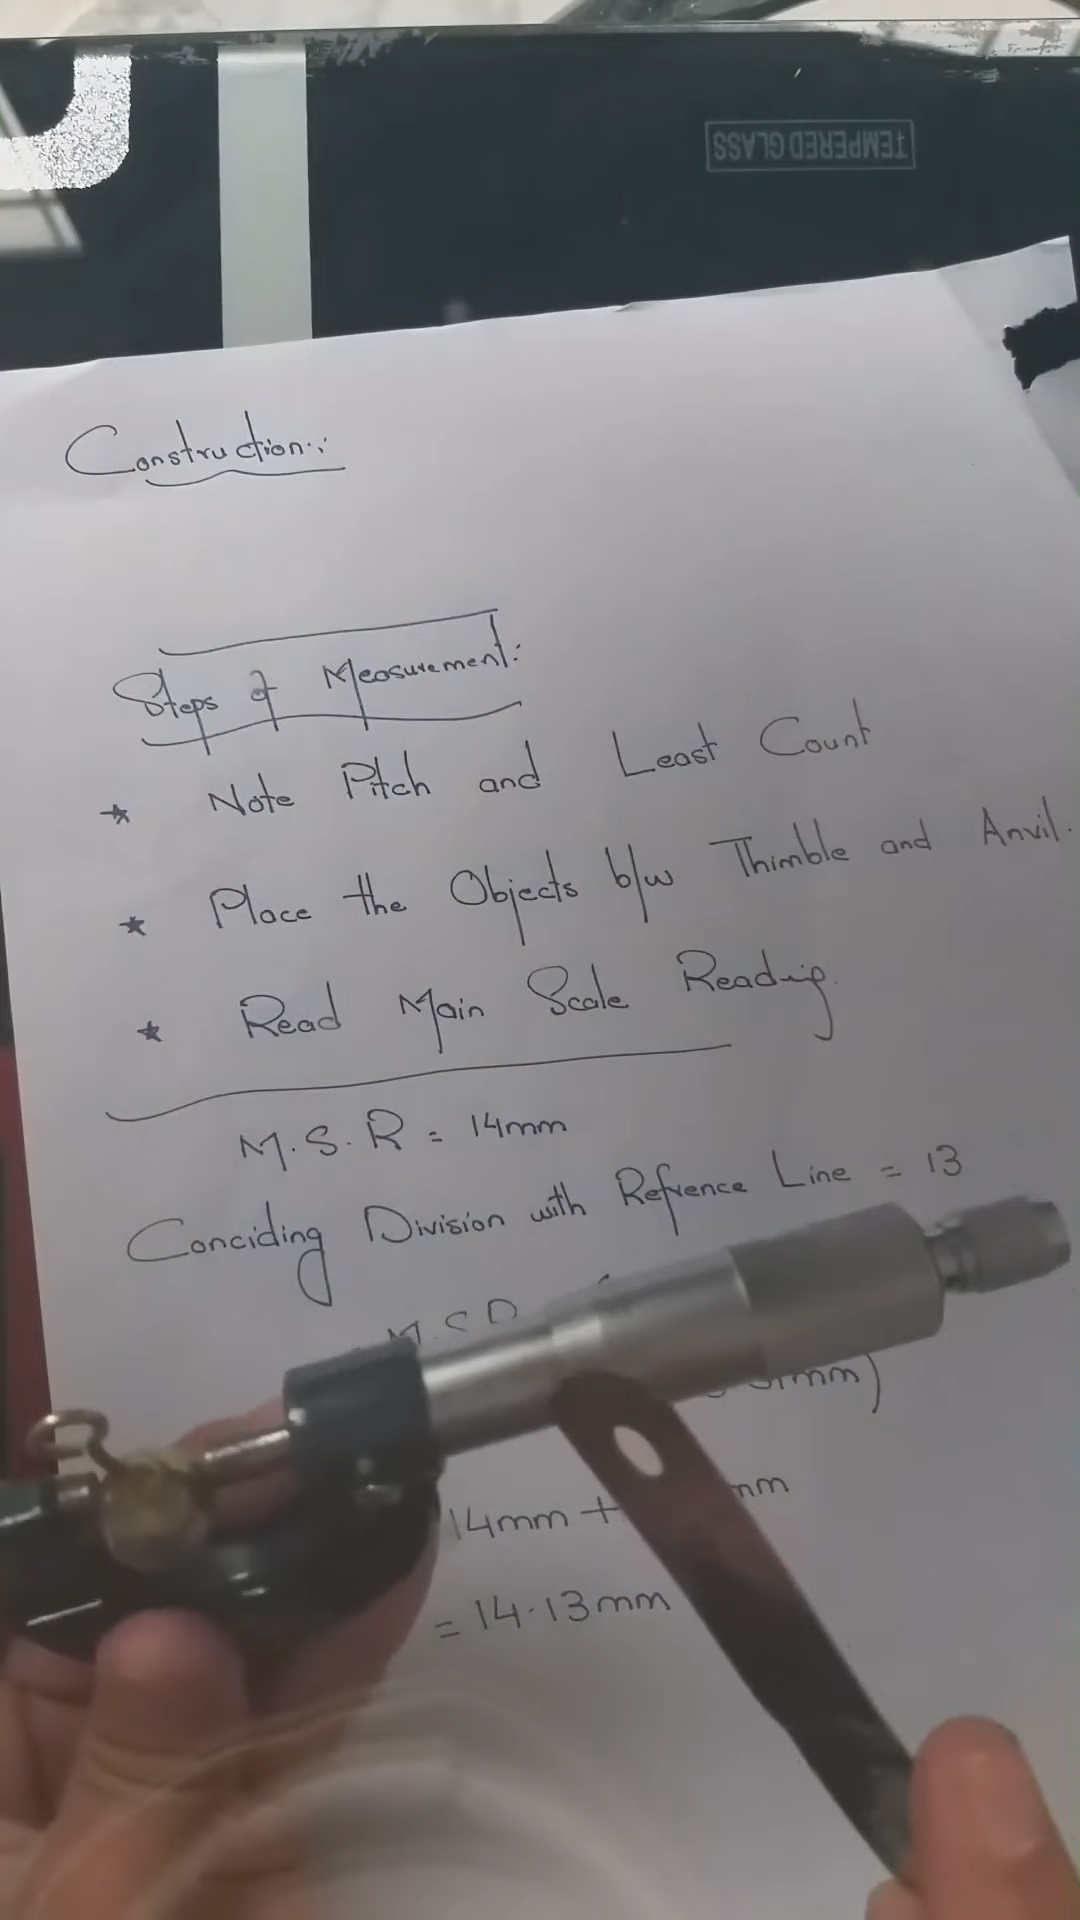 TEMPERED GLASS
Construction:
Steps of Measurement:
* Note Pitch and Least Count
* Place the Objects b/w Thimble and Anvil.
* Read Main Scale Reading.
M.S.R = 14mm
Conciding Division with Refrence Line = 13
mm)
14mm + mm
= 14.13mm